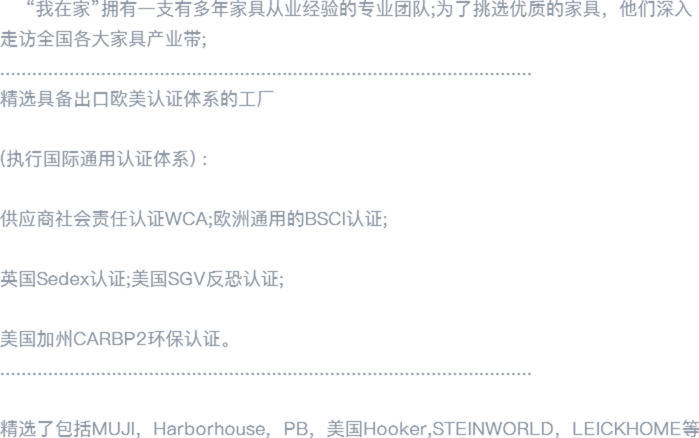 “我在家”拥有一支有多年家具从业经验的专业团队;为了挑选优质的家具，他们深入
走访全国各大家具产业带;
精选具备出口欧美认证体系的工厂
(执行国际通用认证体系)：
供应商社会责任认证WCA;欧洲通用的BSCI认证;
英国Sedex认证;美国SGV反恐认证;
美国加州CARBP2环保认证。
精选了包括MUJI，Harborhouse，PB，美国Hooker,STEINWORLD，LEICKHOME等